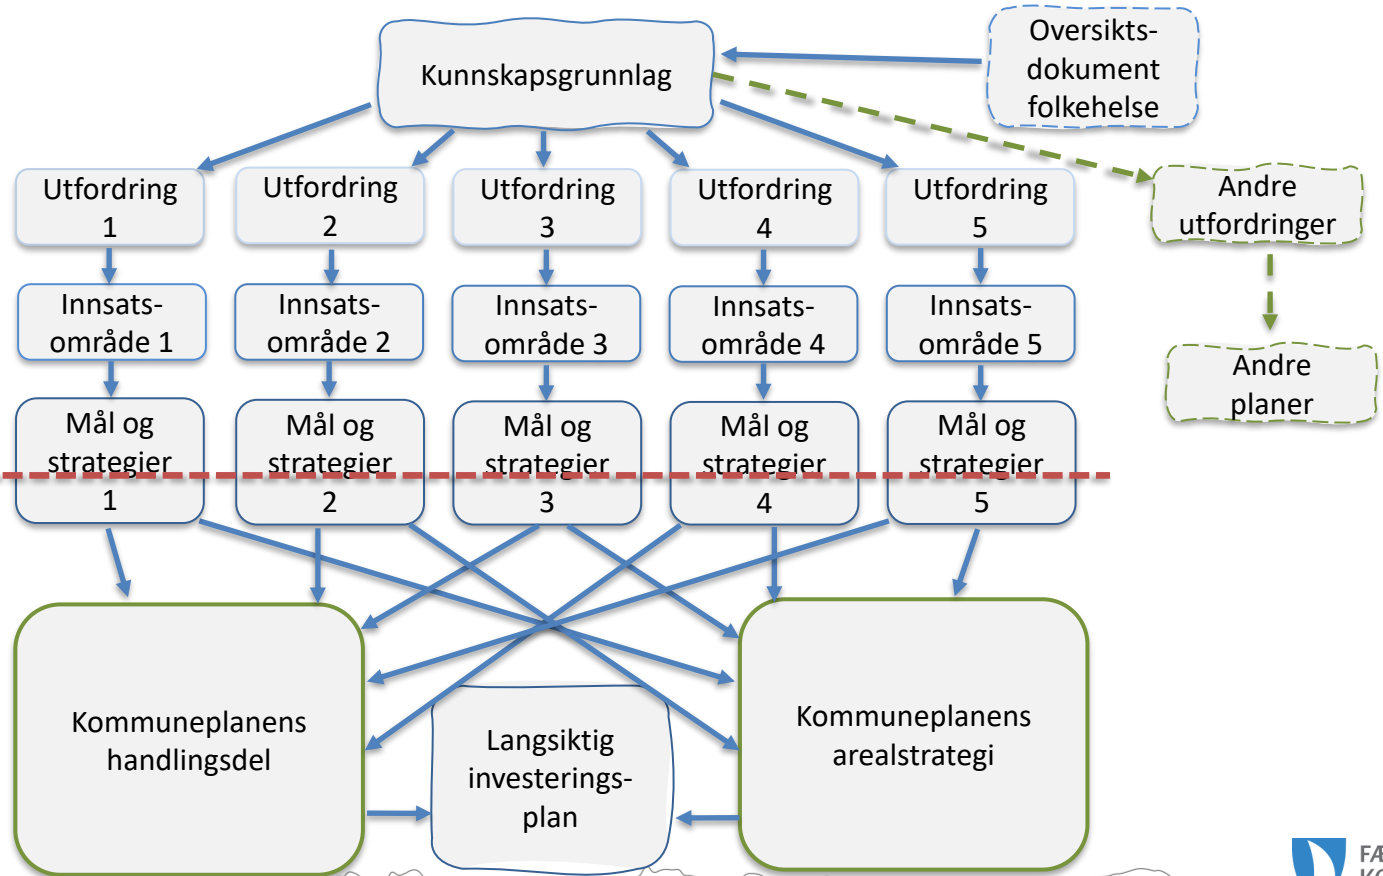 Kunnskapsgrunnlag
Oversikts-
dokument
folkehelse
Utfordring
1
Utfordring
2
Utfordring
3
Utfordring
4
Utfordring
5
Andre
utfordringer
Innsats-
område 1
Innsats-
område 2
Innsats-
område 3
Innsats-
område 4
Innsats-
område 5
Andre
planer
Mål og
strategier
1
Mål og
strategier
2
Mål og
strategier
3
Mål og
strategier
4
Mål og
strategier
5
Kommuneplanens
handlingsdel
Langsiktig
investerings-
plan
Kommuneplanens
arealstrategi